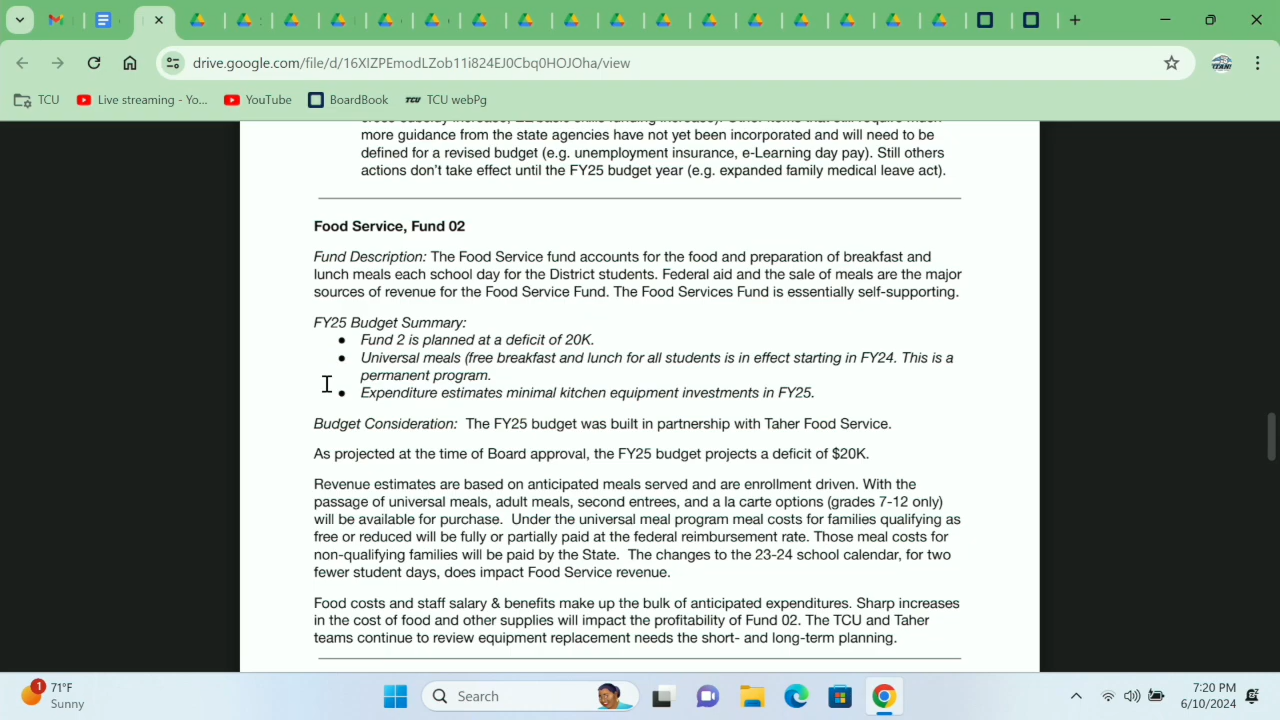 drive.google.com/file/d/16XIZPEmodLZob11i824EJ0Cbq0HOJOha/view
TCU
Live streaming - Yo...
YouTube
BoardBook
TCU
TCU webPg
cross subsidy increase, EL basic skills funding increase). Other items that still require much
more guidance from the state agencies have not yet been incorporated and will need to be
defined for a revised budget (e.g. unemployment insurance, e-Learning day pay). Still others
actions don't take effect until the FY25 budget year (e.g. expanded family medical leave act).
Food Service, Fund 02
Fund Description: The Food Service fund accounts for the food and preparation of breakfast and
lunch meals each school day for the District students. Federal aid and the sale of meals are the major
sources of revenue for the Food Service Fund. The Food Services Fund is essentially self-supporting.
FY25 Budget Summary:
● Fund 2 is planned at a deficit of 20K.
● Universal meals (free breakfast and lunch for all students is in effect starting in FY24. This is a
permanent program.
● Expenditure estimates minimal kitchen equipment investments in FY25.
Budget Consideration: The FY25 budget was built in partnership with Taher Food Service.
As projected at the time of Board approval, the FY25 budget projects a deficit of $20K.
Revenue estimates are based on anticipated meals served and are enrollment driven. With the
passage of universal meals, adult meals, second entrees, and a la carte options (grades 7-12 only)
will be available for purchase. Under the universal meal program meal costs for families qualifying as
free or reduced will be fully or partially paid at the federal reimbursement rate. Those meal costs for
non-qualifying families will be paid by the State. The changes to the 23-24 school calendar, for two
fewer student days, does impact Food Service revenue.
Food costs and staff salary & benefits make up the bulk of anticipated expenditures. Sharp increases
in the cost of food and other supplies will impact the profitability of Fund 02. The TCU and Taher
teams continue to review equipment replacement needs the short- and long-term planning.
1
71°F
Sunny
Search
7:20 PM
6/10/2024